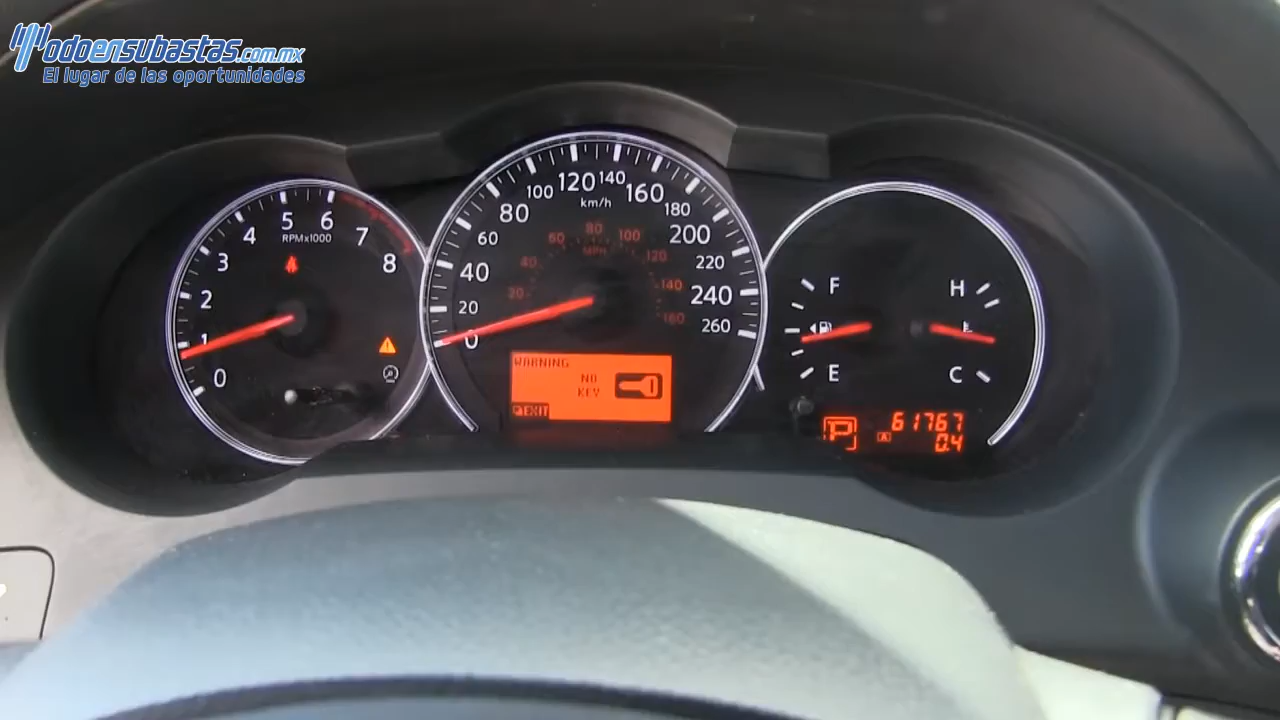 Todoensubastas.com.mx
El lugar de las oportunidades
0 1 2 3 4 5 6 7 8
RPMx1000
0 20 40 60 80 100 120 140 160 180 200 220 240 260
km/h
20 40 60 80 100 120 140 160
MPH
WARNING
NO
KEY
EXIT
F
E
H
C
P
A
61767
0.4